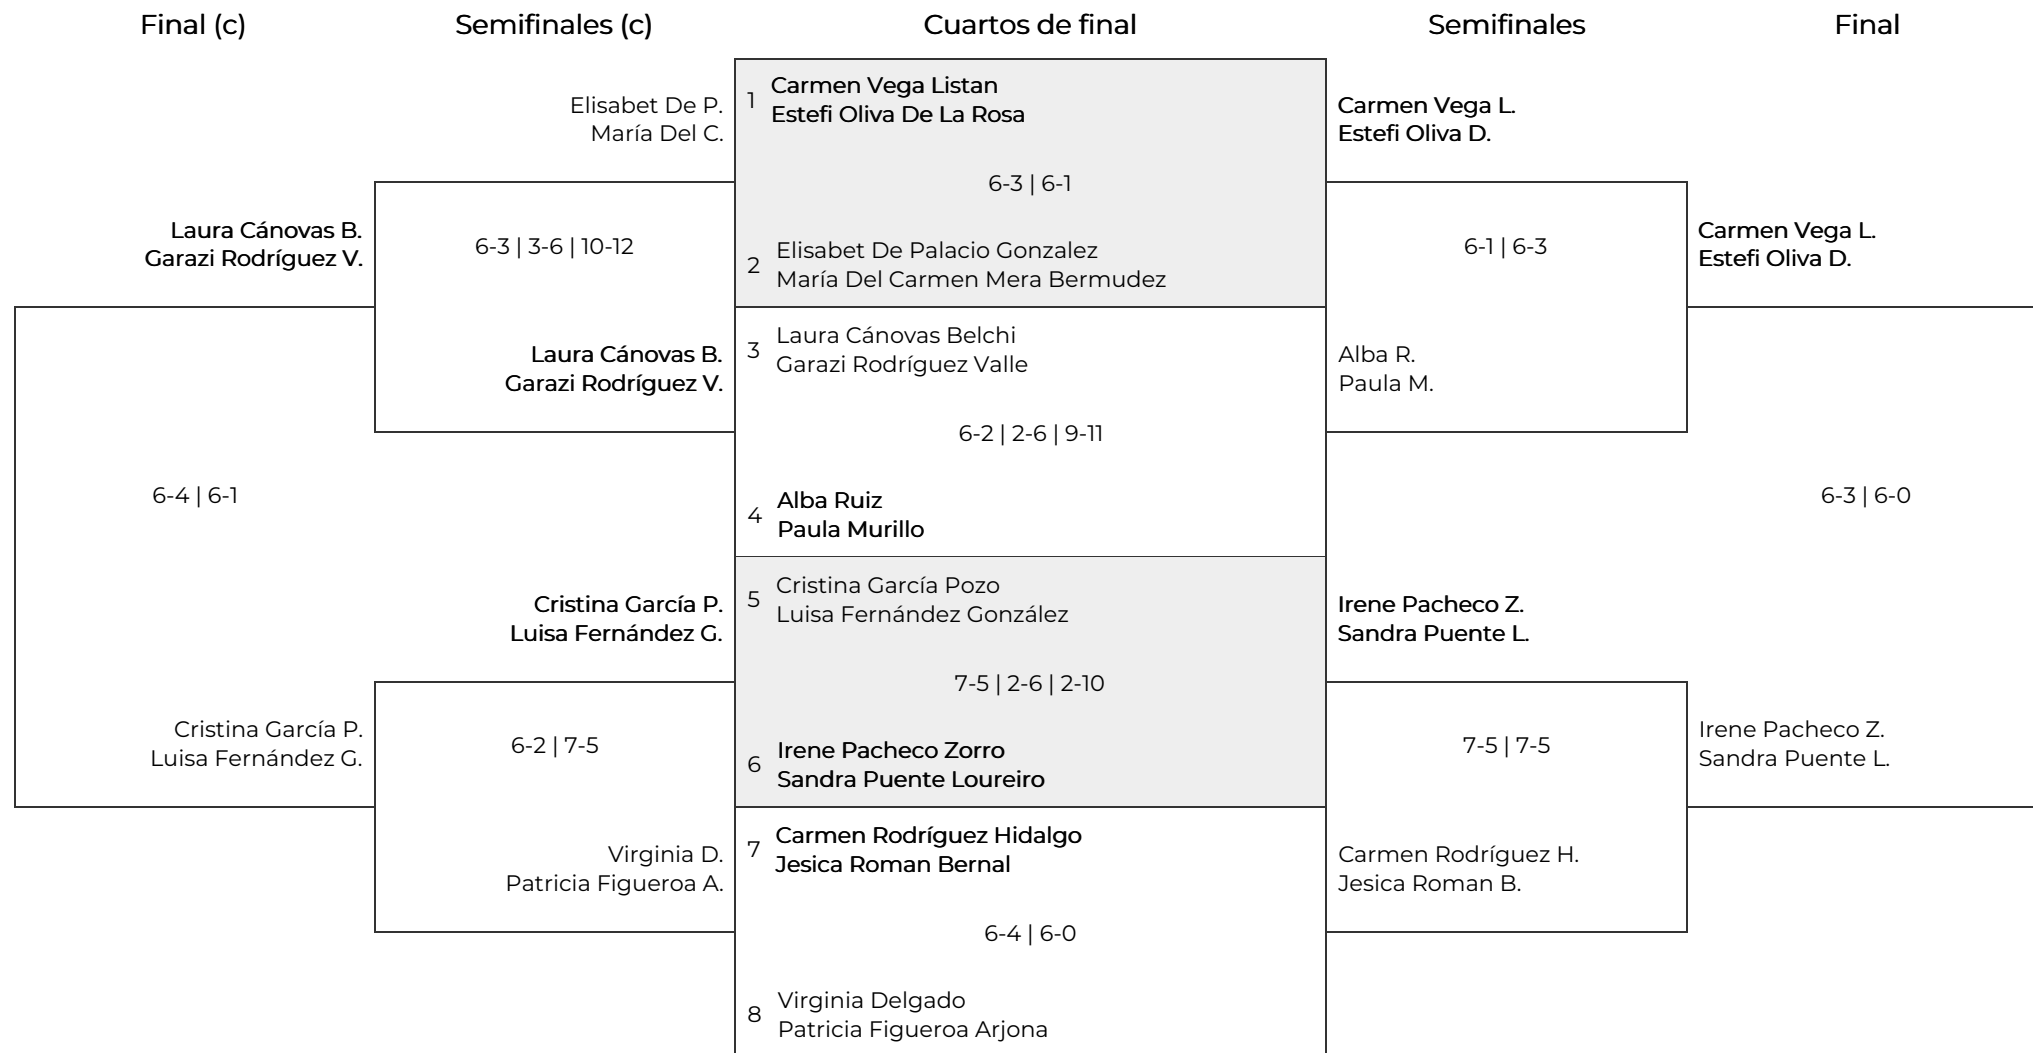 Final (c)
Semifinales (c)
Cuartos de final
Semifinales
Final
Laura Cánovas B.
Garazi Rodríguez V.
6-4 | 6-1
Cristina García P.
Luisa Fernández G.
Elisabet De P.
María Del C.
6-3 | 3-6 | 10-12
Laura Cánovas B.
Garazi Rodríguez V.
Cristina García P.
Luisa Fernández G.
6-2 | 7-5
Virginia D.
Patricia Figueroa A.
1
Carmen Vega Listan
Estefi Oliva De La Rosa
6-3 | 6-1
2
Elisabet De Palacio Gonzalez
María Del Carmen Mera Bermudez
3
Laura Cánovas Belchi
Garazi Rodríguez Valle
6-2 | 2-6 | 9-11
4
Alba Ruiz
Paula Murillo
5
Cristina García Pozo
Luisa Fernández González
7-5 | 2-6 | 2-10
6
Irene Pacheco Zorro
Sandra Puente Loureiro
7
Carmen Rodríguez Hidalgo
Jesica Roman Bernal
6-4 | 6-0
8
Virginia Delgado
Patricia Figueroa Arjona
Carmen Vega L.
Estefi Oliva D.
6-1 | 6-3
Alba R.
Paula M.
Irene Pacheco Z.
Sandra Puente L.
7-5 | 7-5
Carmen Rodríguez H.
Jesica Roman B.
Carmen Vega L.
Estefi Oliva D.
6-3 | 6-0
Irene Pacheco Z.
Sandra Puente L.